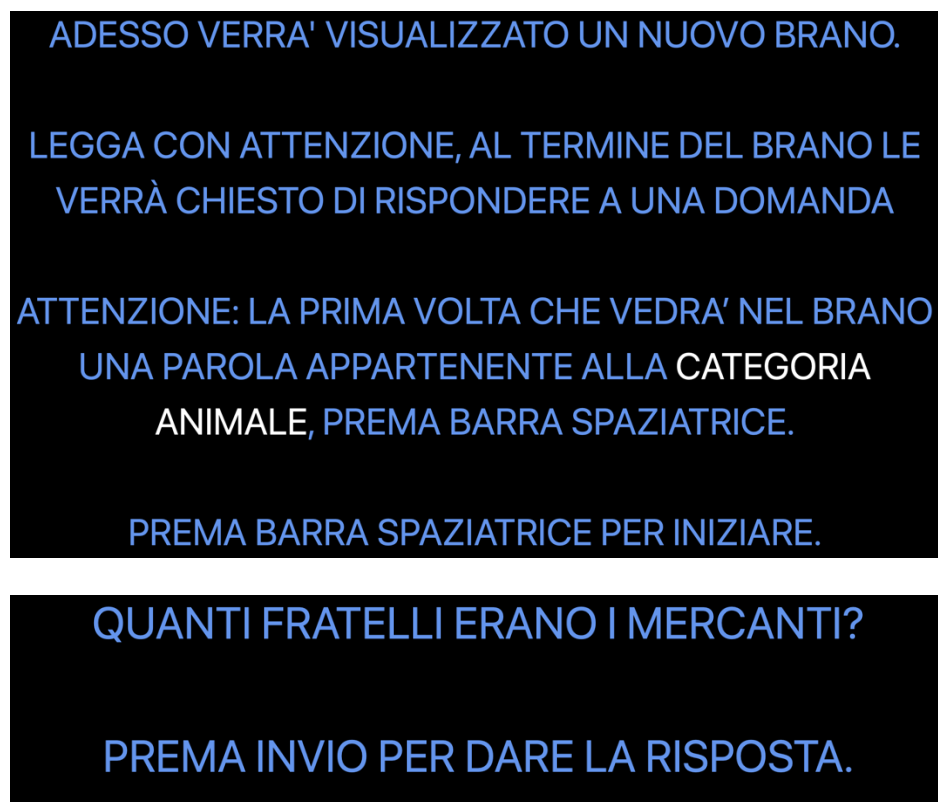 ADESSO VERRA' VISUALIZZATO UN NUOVO BRANO.
LEGGA CON ATTENZIONE, AL TERMINE DEL BRANO LE
VERRÀ CHIESTO DI RISPONDERE A UNA DOMANDA
ATTENZIONE: LA PRIMA VOLTA CHE VEDRA’ NEL BRANO
UNA PAROLA APPARTENENTE ALLA CATEGORIA
ANIMALE, PREMA BARRA SPAZIATRICE.
PREMA BARRA SPAZIATRICE PER INIZIARE.
QUANTI FRATELLI ERANO I MERCANTI?
PREMA INVIO PER DARE LA RISPOSTA.